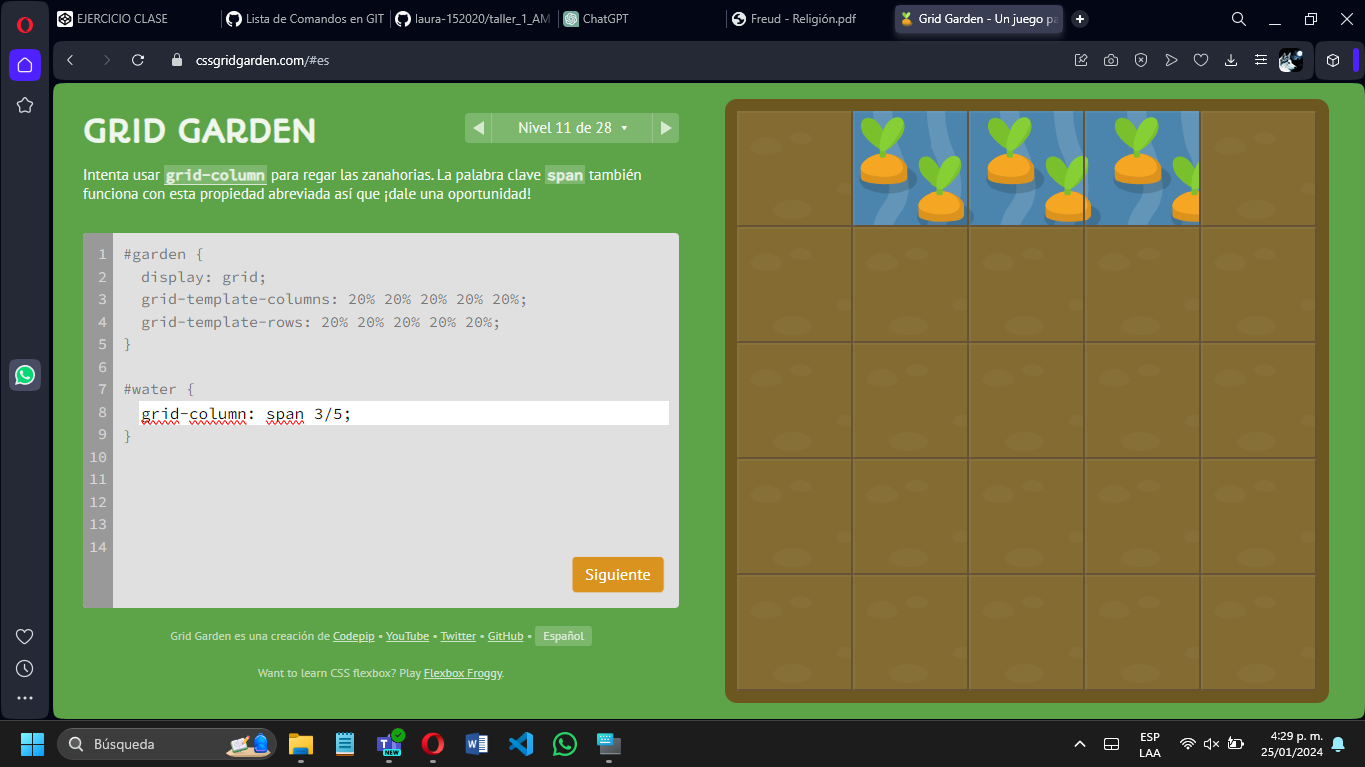 EJERCICIO CLASE
Lista de Comandos en GIT
laura-152020/taller_1_AM
ChatGPT
Freud - Religión.pdf
Grid Garden - Un juego pa
cssgridgarden.com/#es
GRID GARDEN
Nivel 11 de 28
Intenta usar grid-column para regar las zanahorias. La palabra clave span también
funciona con esta propiedad abreviada así que ¡dale una oportunidad!
1 #garden {
2 display: grid;
3 grid-template-columns: 20% 20% 20% 20% 20%;
4 grid-template-rows: 20% 20% 20% 20% 20%;
5 }
6
7 #water {
8 grid-column: span 3/5;
9 }
10
11
12
13
14
Siguiente
Grid Garden es una creación de Codepip • YouTube • Twitter • GitHub • Español
Want to learn CSS flexbox? Play Flexbox Froggy.
Búsqueda
NEW
ESP
LAA
4:29 p. m.
25/01/2024